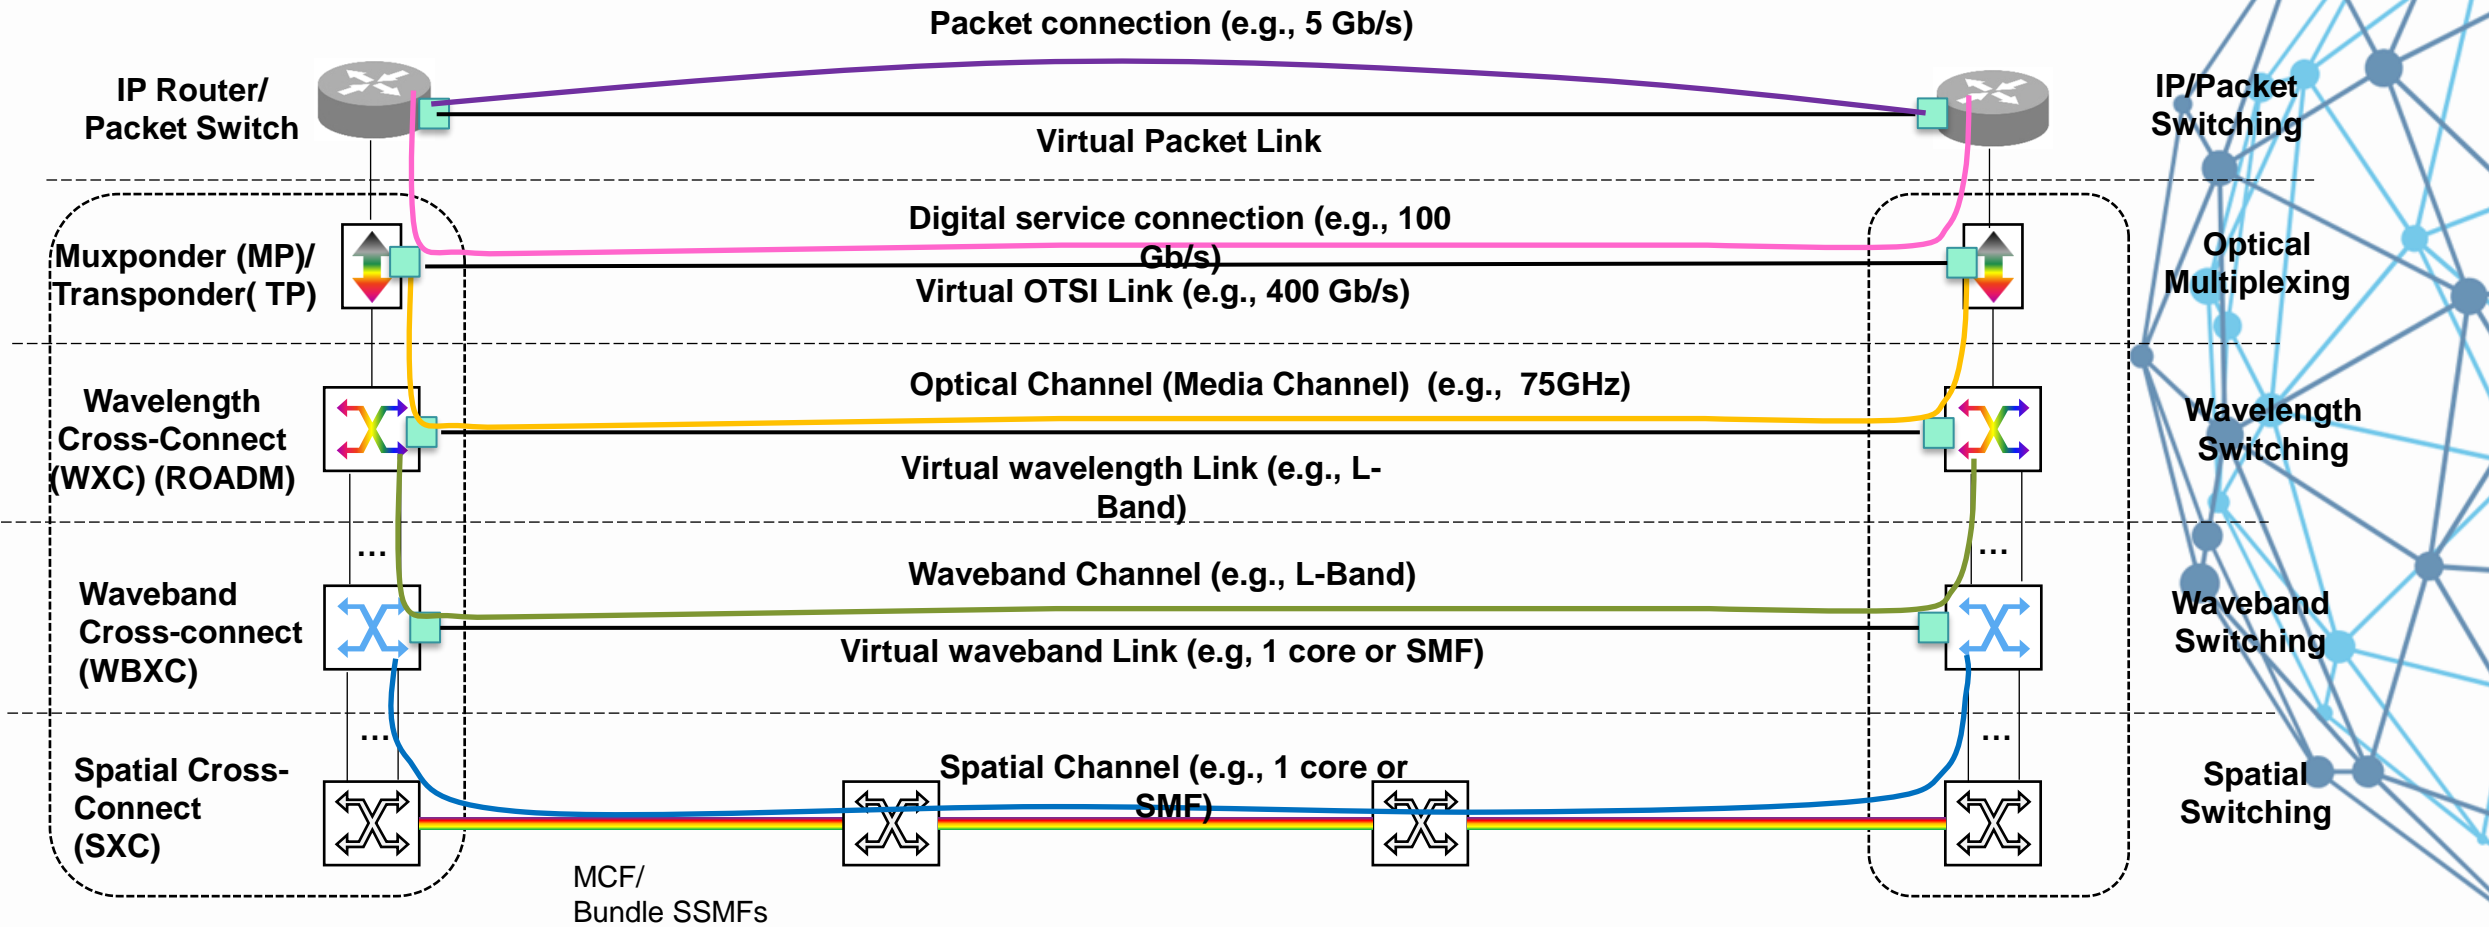 Packet connection (e.g., 5 Gb/s)
IP Router/
Packet Switch
Virtual Packet Link
IP/Packet
Switching
Digital service connection (e.g., 100
Gb/s)
Muxponder (MP)/
Transponder( TP)
Virtual OTSI Link (e.g., 400 Gb/s)
Optical
Multiplexing
Optical Channel (Media Channel)  (e.g.,  75GHz)
Wavelength
Cross-Connect
(WXC) (ROADM)
Virtual wavelength Link (e.g., L-
Band)
Wavelength
Switching
...
...
Waveband Channel (e.g., L-Band)
Waveband
Cross-connect
(WBXC)
Virtual waveband Link (e.g, 1 core or SMF)
Waveband
Switching
...
...
Spatial Channel (e.g., 1 core or
SMF)
Spatial Cross-
Connect
(SXC)
Spatial
Switching
MCF/
Bundle SSMFs